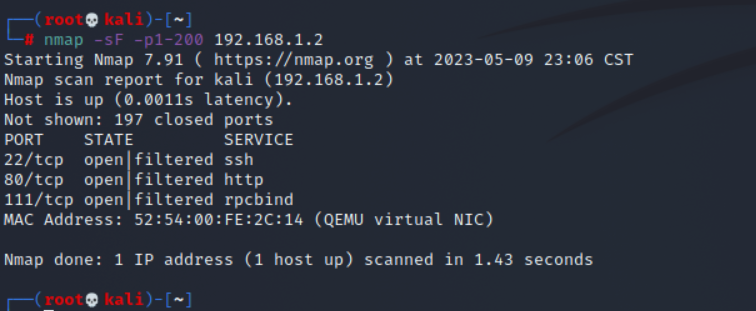 ┌──(root💀kali)-[~]
└─# nmap -sF -p1-200 192.168.1.2
Starting Nmap 7.91 ( https://nmap.org ) at 2023-05-09 23:06 CST
Nmap scan report for kali (192.168.1.2)
Host is up (0.0011s latency).
Not shown: 197 closed ports
PORT    STATE         SERVICE
22/tcp  open|filtered ssh
80/tcp  open|filtered http
111/tcp open|filtered rpcbind
MAC Address: 52:54:00:FE:2C:14 (QEMU virtual NIC)
Nmap done: 1 IP address (1 host up) scanned in 1.43 seconds
┌──(root💀kali)-[~]